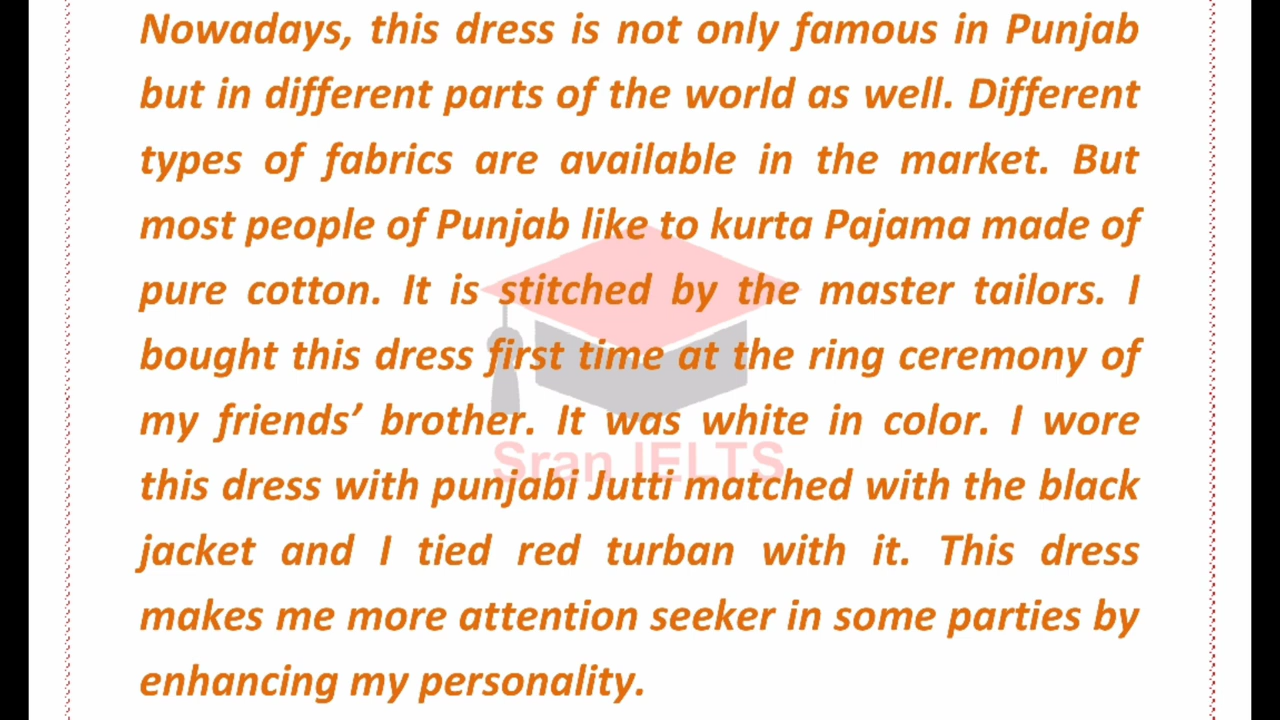 Nowadays, this dress is not only famous in Punjab
but in different parts of the world as well. Different
types of fabrics are available in the market. But
most people of Punjab like to kurta Pajama made of
pure cotton. It is stitched by the master tailors. I
bought this dress first time at the ring ceremony of
my friends’ brother. It was white in color. I wore
Sran IELTS
this dress with punjabi Jutti matched with the black
jacket and I tied red turban with it. This dress
makes me more attention seeker in some parties by
enhancing my personality.